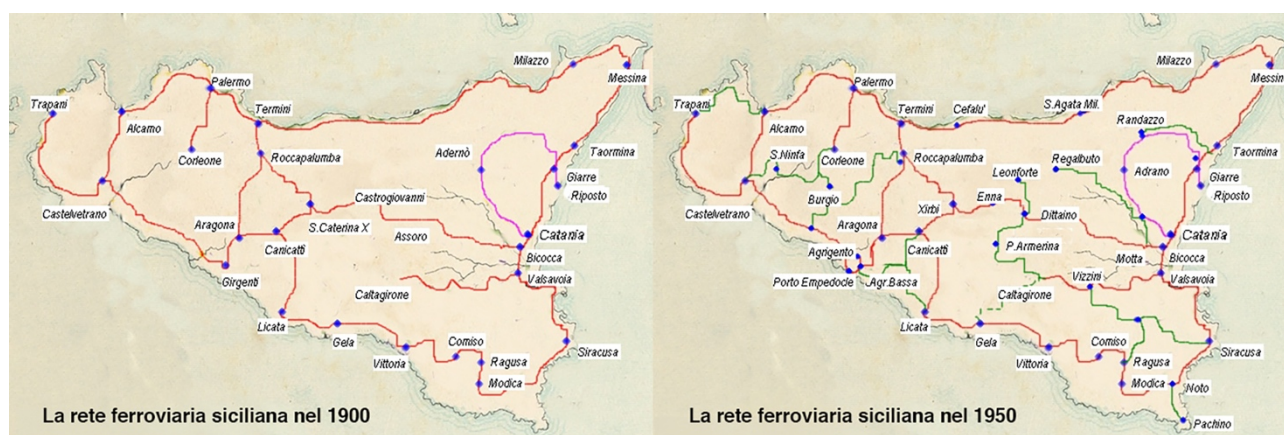 Milazzo
Messina
Palermo
Trapani
Termini
Alcamo
Corleone
Adernò
Taormina
Roccapalumba
Giarre
Riposto
Castelvetrano
Castrogiovanni
Aragona
S.Caterina X
Assoro
Catania
Canicatti
Bicocca
Girgenti
Valsavoia
Caltagirone
Licata
Gela
Comiso
Vittoria
Ragusa
Siracusa
Modica
La rete ferroviaria siciliana nel 1900
Milazzo
Messin
Palermo
Trapani
Termini
Cefalu'
S.Agata Mil.
Randazzo
Alcamo
S.Ninfa
Corleone
Roccapalumba
Regalbuto
Taormina
Leonforte
Adrano
Giarre
Riposto
Castelvetrano
Burgio
Xirbi
Enna
Aragona
Dittaino
Catania
Canicatti
Agrigento
P.Armerina
Motta
Bicocca
Porto Empedocle
Agr.Bassa
Vizzini
Valsavoia
Caltagirone
Licata
Gela
Comiso
Vittoria
Ragusa
Siracusa
Modica
Noto
Pachino
La rete ferroviaria siciliana nel 1950